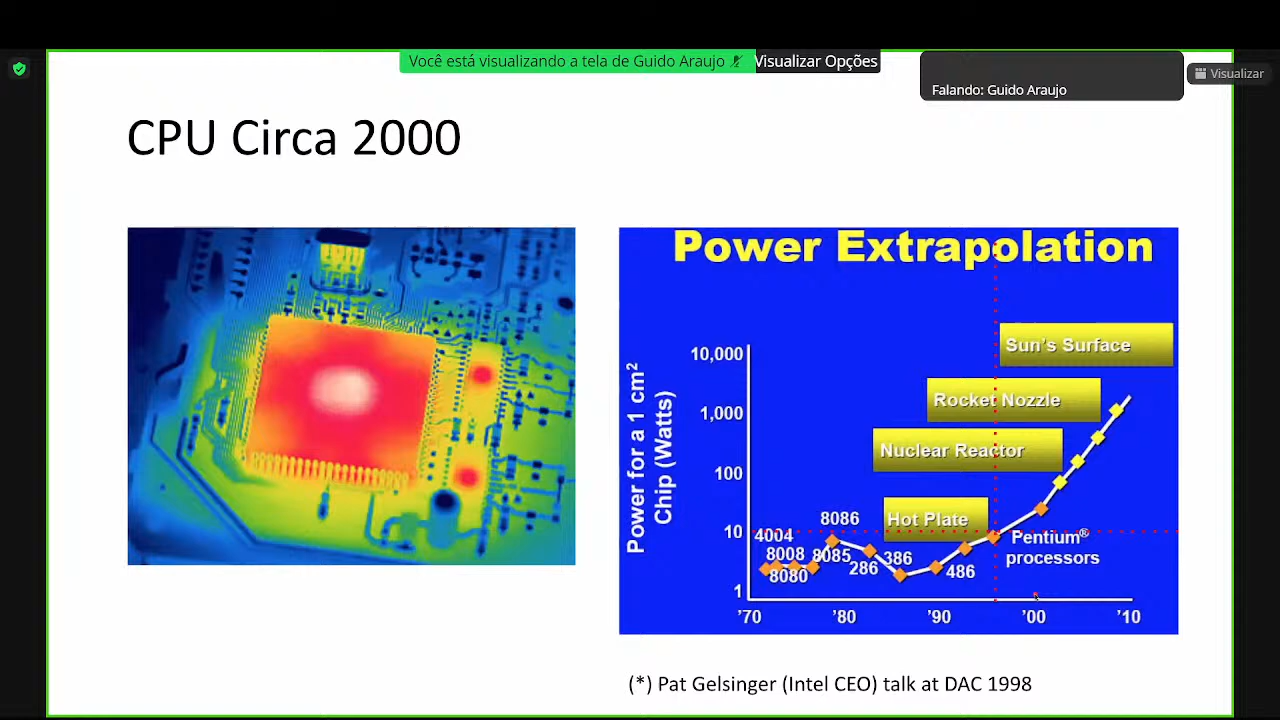 Você está visualizando a tela de Guido Araujo
Visualizar Opções
Falando: Guido Araujo
Visualizar
CPU Circa 2000
Power Extrapolation
Power for a 1 cm²
Chip (Watts)
10,000
1,000
100
10
1
Sun's Surface
Rocket Nozzle
Nuclear Reactor
Hot Plate
4004
8008
8080
8085
8086
286
386
486
Pentium®
processors
'70
'80
'90
'00
'10
(*) Pat Gelsinger (Intel CEO) talk at DAC 1998